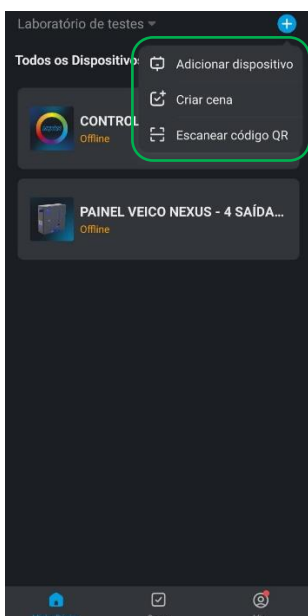 Laboratório de testes
Todos os Dispositivo
Adicionar dispositivo
Criar cena
Escanear código QR
CONTROL
Offline
PAINEL VEICO NEXUS - 4 SAÍDA...
Offline